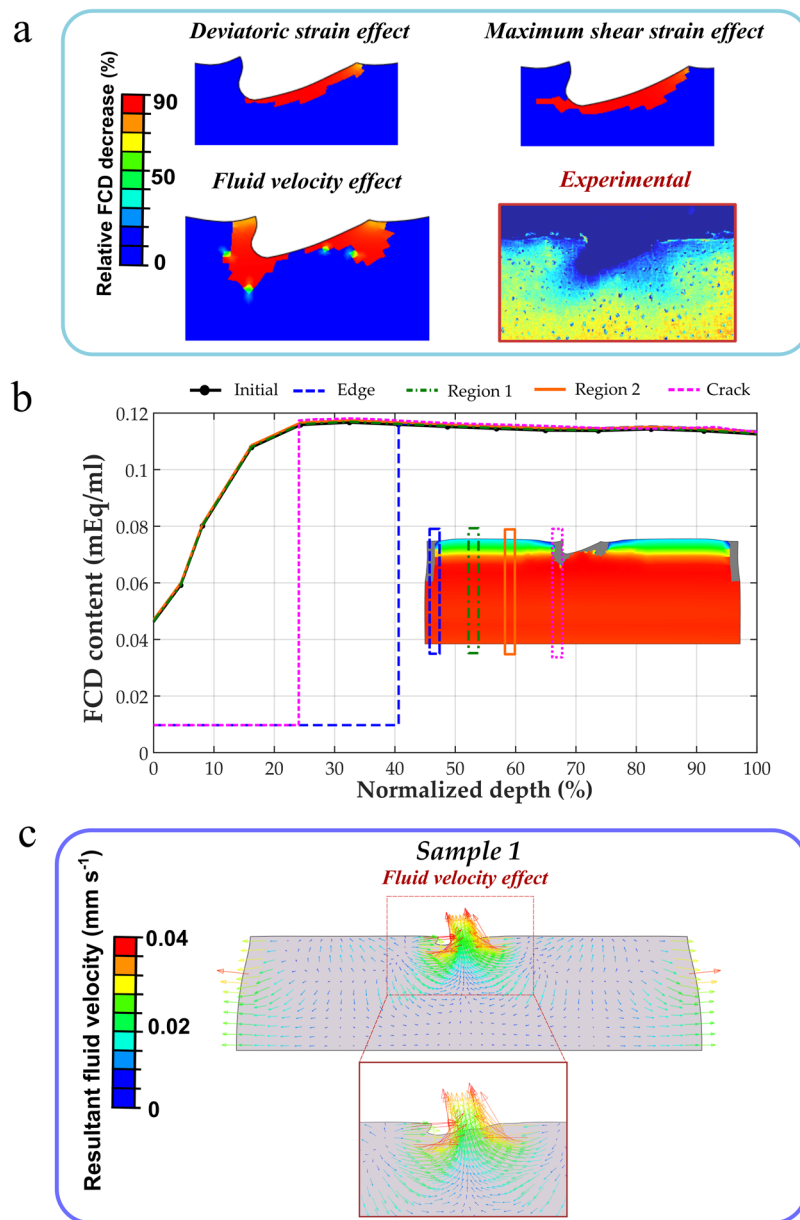 a
Deviatoric strain effect
Maximum shear strain effect
Relative FCD decrease (%)
90
50
0
Fluid velocity effect
Experimental
b
Initial
Edge
Region 1
Region 2
Crack
FCD content (mEq/ml)
0.12
0.1
0.08
0.06
0.04
0.02
0
0 10 20 30 40 50 60 70 80 90 100
Normalized depth (%)
c
Sample 1
Fluid velocity effect
Resultant fluid velocity (mm s⁻¹)
0.04
0.02
0